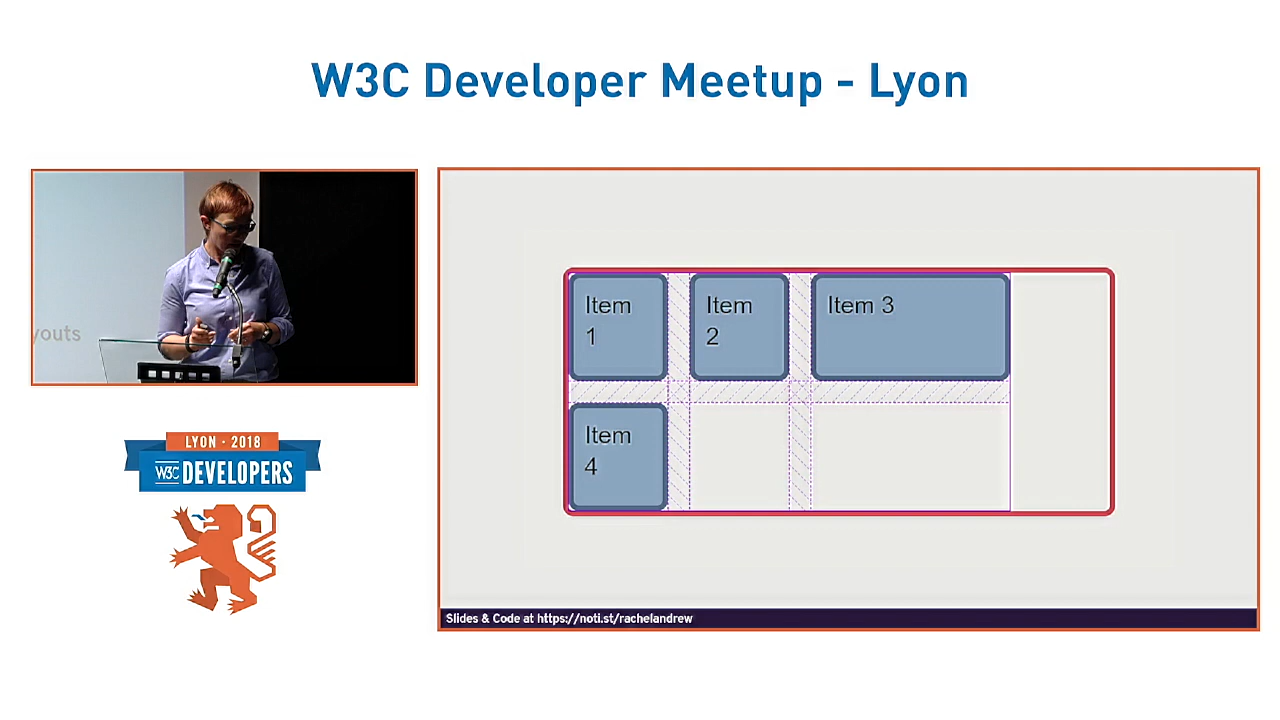 W3C Developer Meetup - Lyon
youts
LYON · 2018
W3C DEVELOPERS
Item
1
Item
2
Item 3
Item
4
Slides & Code at https://noti.st/rachelandrew